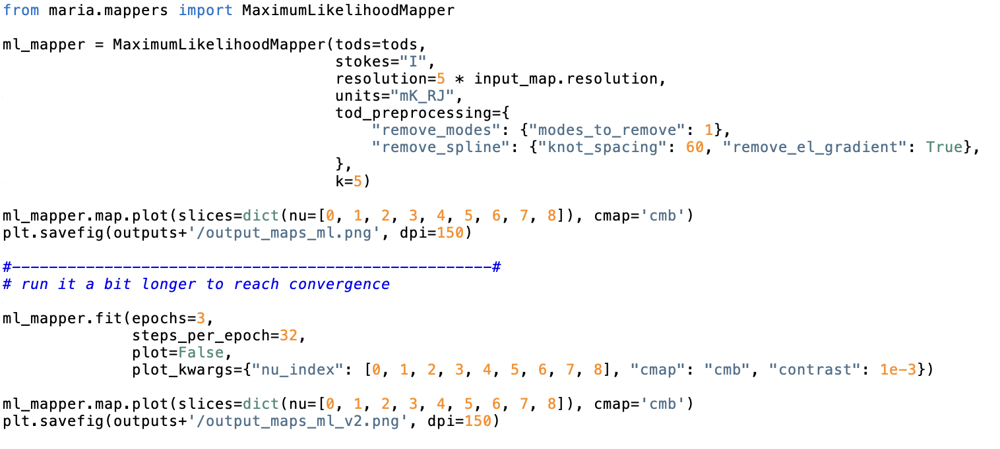 from maria.mappers import MaximumLikelihoodMapper
ml_mapper = MaximumLikelihoodMapper(tods=tods,
stokes="I",
resolution=5 * input_map.resolution,
units="mK_RJ",
tod_preprocessing={
"remove_modes": {"modes_to_remove": 1},
"remove_spline": {"knot_spacing": 60, "remove_el_gradient": True},
},
k=5)
ml_mapper.map.plot(slices=dict(nu=[0, 1, 2, 3, 4, 5, 6, 7, 8]), cmap='cmb')
plt.savefig(outputs+'/output_maps_ml.png', dpi=150)
#----------------------------------------------------#
# run it a bit longer to reach convergence
ml_mapper.fit(epochs=3,
steps_per_epoch=32,
plot=False,
plot_kwargs={"nu_index": [0, 1, 2, 3, 4, 5, 6, 7, 8], "cmap": "cmb", "contrast": 1e-3})
ml_mapper.map.plot(slices=dict(nu=[0, 1, 2, 3, 4, 5, 6, 7, 8]), cmap='cmb')
plt.savefig(outputs+'/output_maps_ml_v2.png', dpi=150)